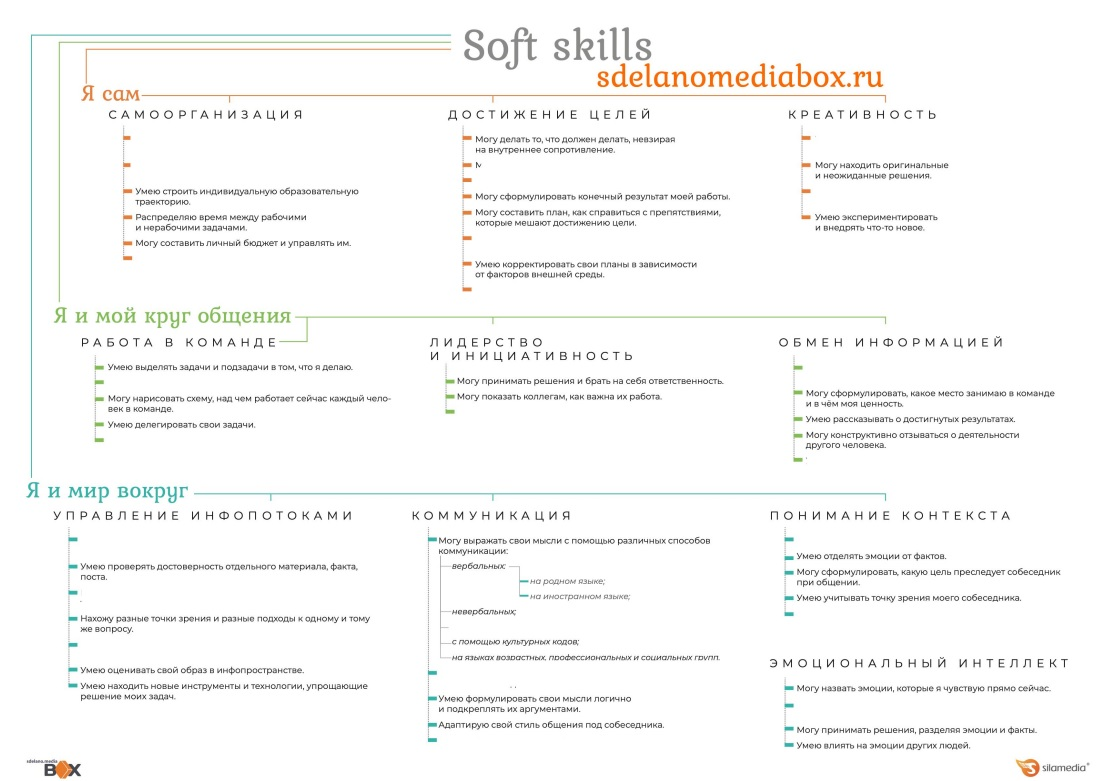 Soft skills
sdelanomediabox.ru
Я сам
САМООРГАНИЗАЦИЯ
Умею строить индивидуальную образовательную
траекторию.
Распределяю время между рабочими
и нерабочими задачами.
Могу составить личный бюджет и управлять им.
ДОСТИЖЕНИЕ ЦЕЛЕЙ
Могу делать то, что должен делать, невзирая
на внутреннее сопротивление.
Могу сформулировать конечный результат моей работы.
Могу составить план, как справиться с препятствиями,
которые мешают достижению цели.
Умею корректировать свои планы в зависимости
от факторов внешней среды.
КРЕАТИВНОСТЬ
Могу находить оригинальные
и неожиданные решения.
Умею экспериментировать
и внедрять что-то новое.
Я и мой круг общения
РАБОТА В КОМАНДЕ
Умею выделять задачи и подзадачи в том, что я делаю.
Могу нарисовать схему, над чем работает сейчас каждый чело-
век в команде.
Умею делегировать свои задачи.
ЛИДЕРСТВО
И ИНИЦИАТИВНОСТЬ
Могу принимать решения и брать на себя ответственность.
Могу показать коллегам, как важна их работа.
ОБМЕН ИНФОРМАЦИЕЙ
Могу сформулировать, какое место занимаю в команде
и в чём моя ценность.
Умею рассказывать о достигнутых результатах.
Могу конструктивно отзываться о деятельности
другого человека.
Я и мир вокруг
УПРАВЛЕНИЕ ИНФОПОТОКАМИ
Умею проверять достоверность отдельного материала, факта,
поста.
Нахожу разные точки зрения и разные подходы к одному и тому
же вопросу.
Умею оценивать свой образ в инфопространстве.
Умею находить новые инструменты и технологии, упрощающие
решение моих задач.
КОММУНИКАЦИЯ
Могу выражать свои мысли с помощью различных способов
коммуникации:
вербальных:
на родном языке;
на иностранном языке;
невербальных;
с помощью культурных кодов;
на языках возрастных, профессиональных и социальных групп.
Умею формулировать свои мысли логично
и подкреплять их аргументами.
Адаптирую свой стиль общения под собеседника.
ПОНИМАНИЕ КОНТЕКСТА
Умею отделять эмоции от фактов.
Могу сформулировать, какую цель преследует собеседник
при общении.
Умею учитывать точку зрения моего собеседника.
ЭМОЦИОНАЛЬНЫЙ ИНТЕЛЛЕКТ
Могу назвать эмоции, которые я чувствую прямо сейчас.
Могу принимать решения, разделяя эмоции и факты.
Умею влиять на эмоции других людей.
sdelano.media
BOX
silamedia